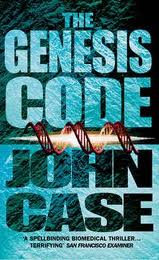 THE
GENESIS
CODE
JOHN
CASE
'A SPELLBINDING BIOMEDICAL THRILLER...
TERRIFYING' SAN FRANCISCO EXAMINER